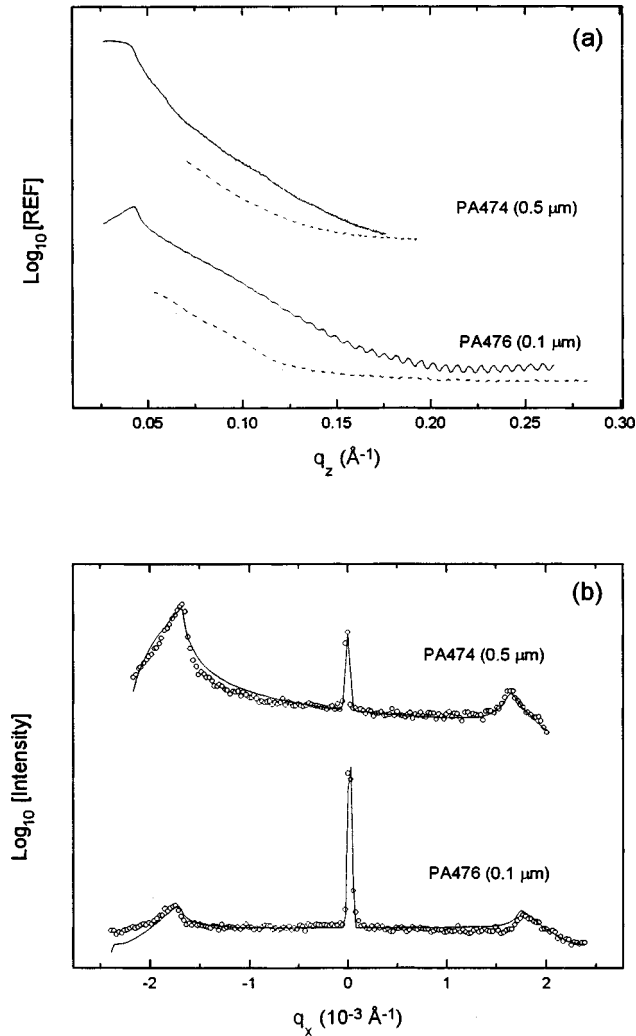 (a)
Log10 [REF]
PA474 (0.5 μm)
PA476 (0.1 μm)
0.05 0.10 0.15 0.20 0.25 0.30
qz (Å-1)
(b)
Log10 [Intensity]
PA474 (0.5 μm)
PA476 (0.1 μm)
-2 -1 0 1 2
qx (10-3 Å-1)